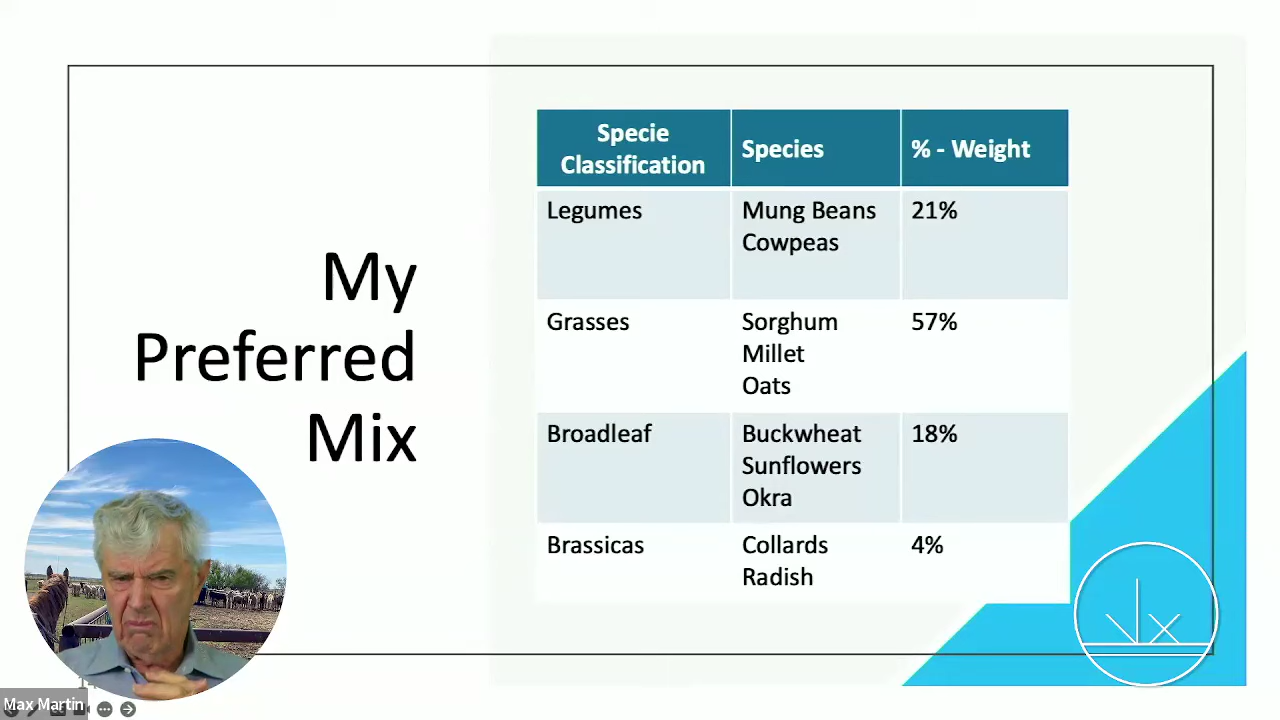 My
Preferred
Mix
Specie
Classification
Species
% - Weight
Legumes
Mung Beans
Cowpeas
21%
Grasses
Sorghum
Millet
Oats
57%
Broadleaf
Buckwheat
Sunflowers
Okra
18%
Brassicas
Collards
Radish
4%
Max Martin